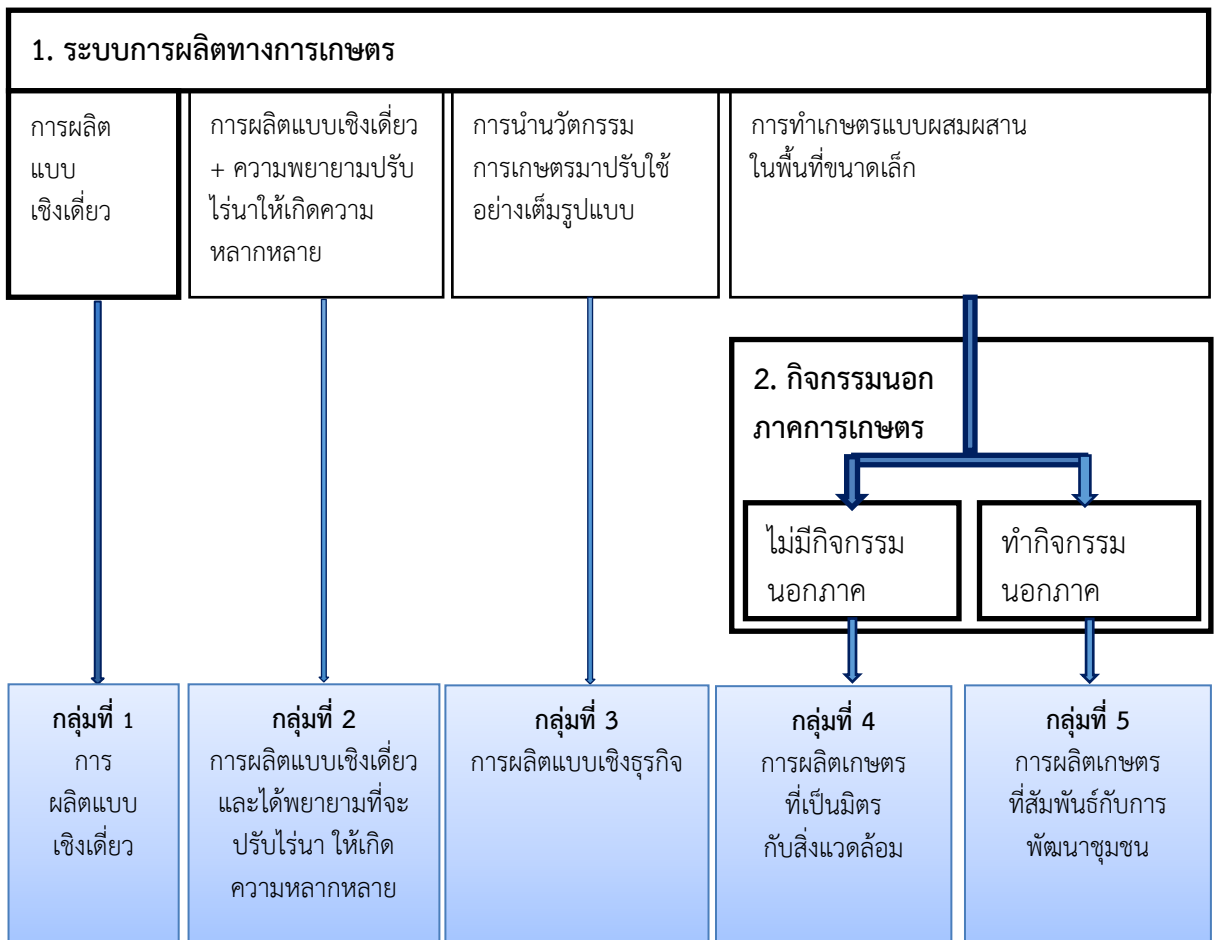 1. ระบบการผลิตทางการเกษตร
การผลิต
แบบ
เชิงเดี่ยว
การผลิตแบบเชิงเดี่ยว
+ ความพยายามปรับ
ไร่นาให้เกิดความ
หลากหลาย
การนำนวัตกรรม
การเกษตรมาปรับใช้
อย่างเต็มรูปแบบ
การทำเกษตรแบบผสมผสาน
ในพื้นที่ขนาดเล็ก
2. กิจกรรมนอก
ภาคการเกษตร
ไม่มีกิจกรรม
นอกภาค
ทำกิจกรรม
นอกภาค
กลุ่มที่ 1
การ
ผลิตแบบ
เชิงเดี่ยว
กลุ่มที่ 2
การผลิตแบบเชิงเดี่ยว
และได้พยายามที่จะ
ปรับไร่นา ให้เกิด
ความหลากหลาย
กลุ่มที่ 3
การผลิตแบบเชิงธุรกิจ
กลุ่มที่ 4
การผลิตเกษตร
ที่เป็นมิตร
กับสิ่งแวดล้อม
กลุ่มที่ 5
การผลิตเกษตร
ที่สัมพันธ์กับการ
พัฒนาชุมชน